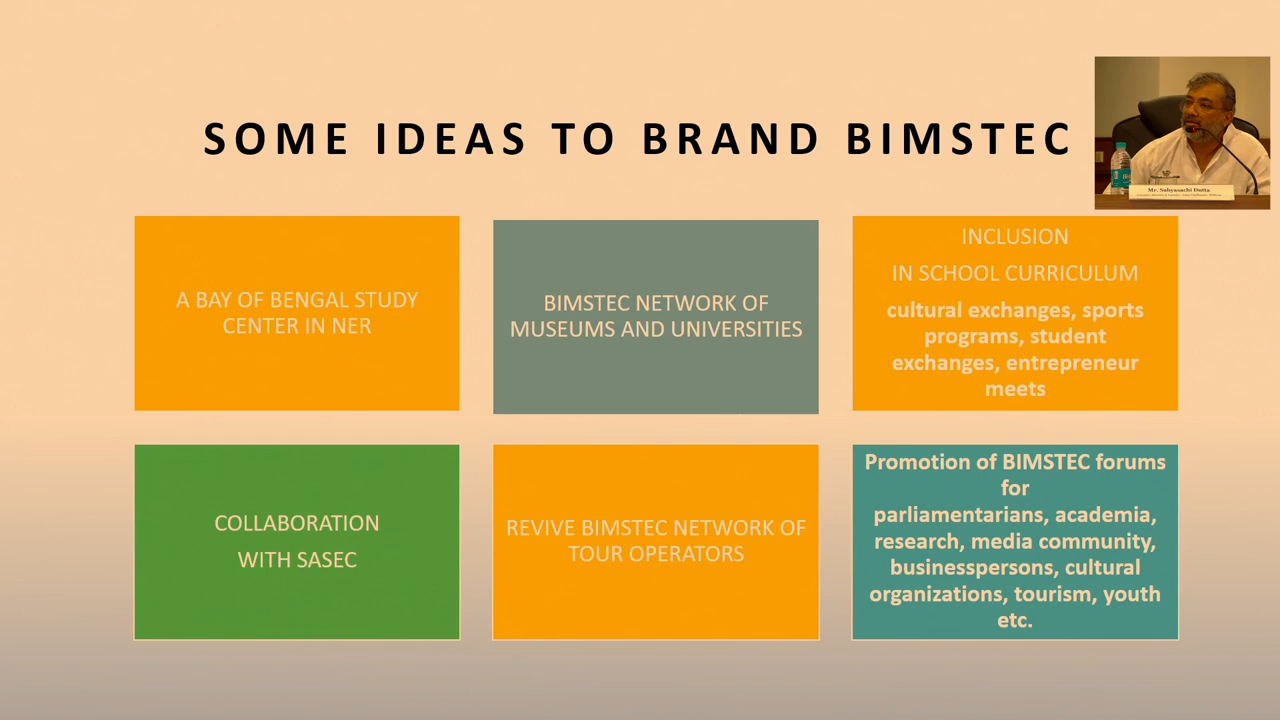 SOME IDEAS TO BRAND BIMSTEC
Mr. Sabyasachi Dutta
A BAY OF BENGAL STUDY
CENTER IN NER
BIMSTEC NETWORK OF
MUSEUMS AND UNIVERSITIES
INCLUSION
IN SCHOOL CURRICULUM
cultural exchanges, sports
programs, student
exchanges, entrepreneur
meets
COLLABORATION
WITH SASEC
REVIVE BIMSTEC NETWORK OF
TOUR OPERATORS
Promotion of BIMSTEC forums
for
parliamentarians, academia,
research, media community,
businesspersons, cultural
organizations, tourism, youth
etc.